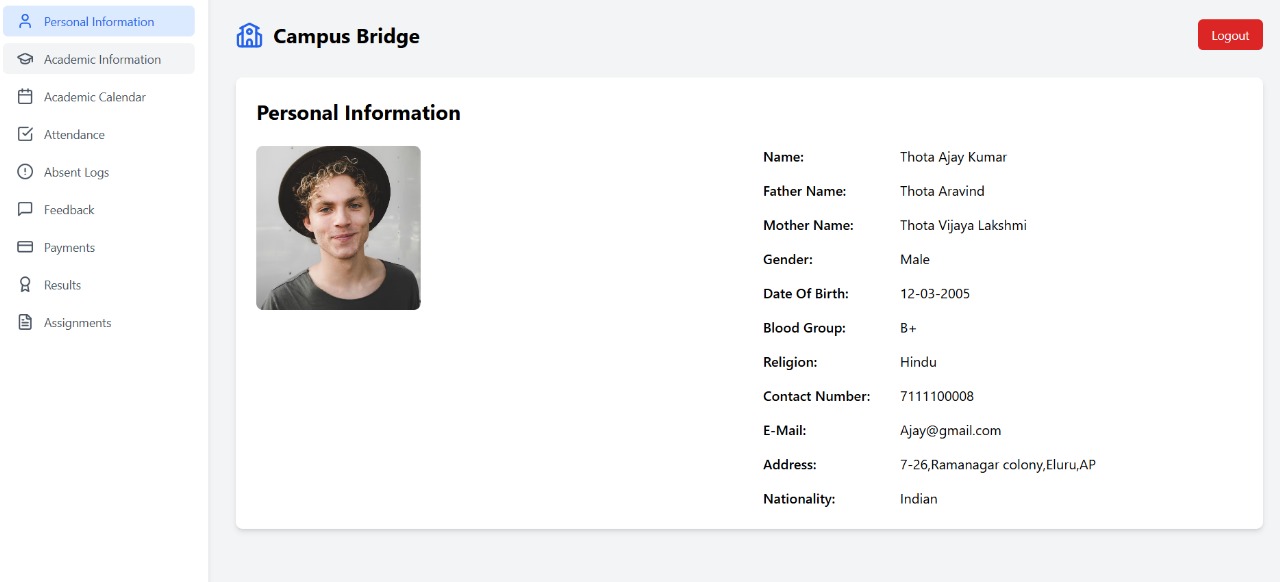 Personal Information
Academic Information
Academic Calendar
Attendance
Absent Logs
Feedback
Payments
Results
Assignments
Campus Bridge
Logout
Personal Information
Name: Thota Ajay Kumar
Father Name: Thota Aravind
Mother Name: Thota Vijaya Lakshmi
Gender: Male
Date Of Birth: 12-03-2005
Blood Group: B+
Religion: Hindu
Contact Number: 7111100008
E-Mail: Ajay@gmail.com
Address: 7-26,Ramanagar colony,Eluru,AP
Nationality: Indian